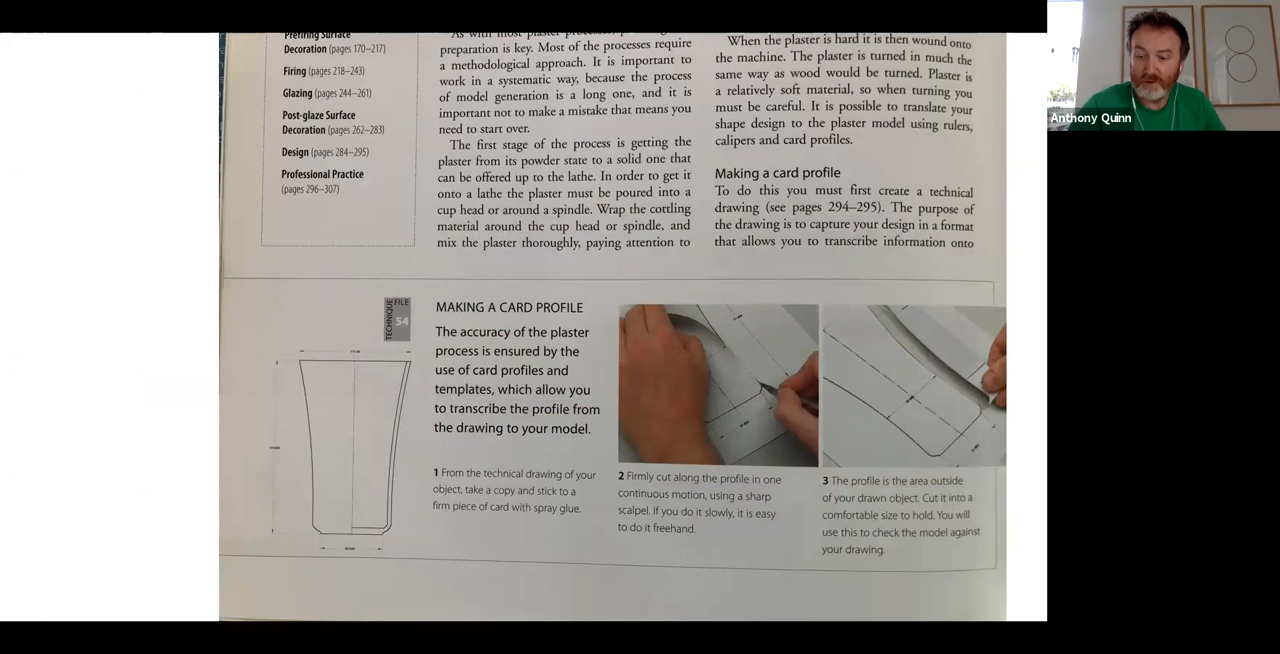 Prefiring Surface
Decoration (pages 170–217)
Firing (pages 218–243)
Glazing (pages 244–261)
Post-glaze Surface
Decoration (pages 262–283)
Design (pages 284–295)
Professional Practice
(pages 296–307)
As with most plaster
preparation is key. Most of the processes require
a methodological approach. It is important to
work in a systematic way, because the process
of model generation is a long one, and it is
important not to make a mistake that means you
need to start over.
The first stage of the process is getting the
plaster from its powder state to a solid one that
can be offered up to the lathe. In order to get it
onto a lathe the plaster must be poured into a
cup head or around a spindle. Wrap the cottling
material around the cup head or spindle, and
mix the plaster thoroughly, paying attention to
When the plaster is hard it is then wound onto
the machine. The plaster is turned in much the
same way as wood would be turned. Plaster is
a relatively soft material, so when turning you
must be careful. It is possible to translate your
shape design to the plaster model using rulers,
calipers and card profiles.
Making a card profile
To do this you must first create a technical
drawing (see pages 294–295). The purpose of
the drawing is to capture your design in a format
that allows you to transcribe information onto
TECHNIQUE
FILE
54
MAKING A CARD PROFILE
The accuracy of the plaster
process is ensured by the
use of card profiles and
templates, which allow you
to transcribe the profile from
the drawing to your model.
1 From the technical drawing of your
object, take a copy and stick to a
firm piece of card with spray glue.
2 Firmly cut along the profile in one
continuous motion, using a sharp
scalpel. If you do it slowly, it is easy
to do it freehand.
3 The profile is the area outside
of your drawn object. Cut it into a
comfortable size to hold. You will
use this to check the model against
your drawing.
Anthony Quinn